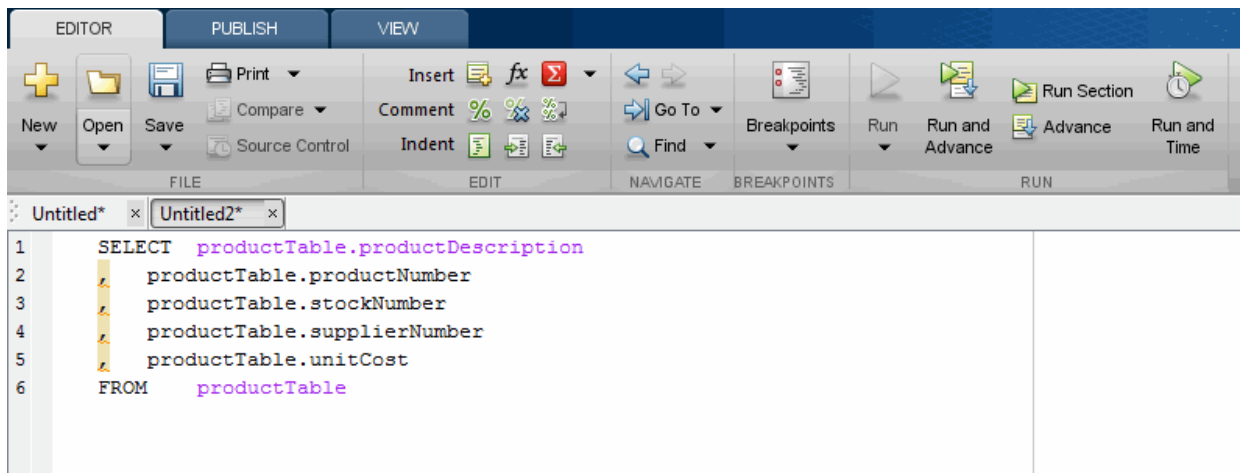 EDITOR PUBLISH VIEW
New Open Save Print Compare Source Control
Insert fx Σ
Comment % % %
Indent
Go To
Find
Breakpoints
Run Run and Advance Run Section Advance Run and Time
FILE EDIT NAVIGATE BREAKPOINTS RUN
Untitled* × Untitled2* ×
1 SELECT productTable.productDescription
2 , productTable.productNumber
3 , productTable.stockNumber
4 , productTable.supplierNumber
5 , productTable.unitCost
6 FROM productTable